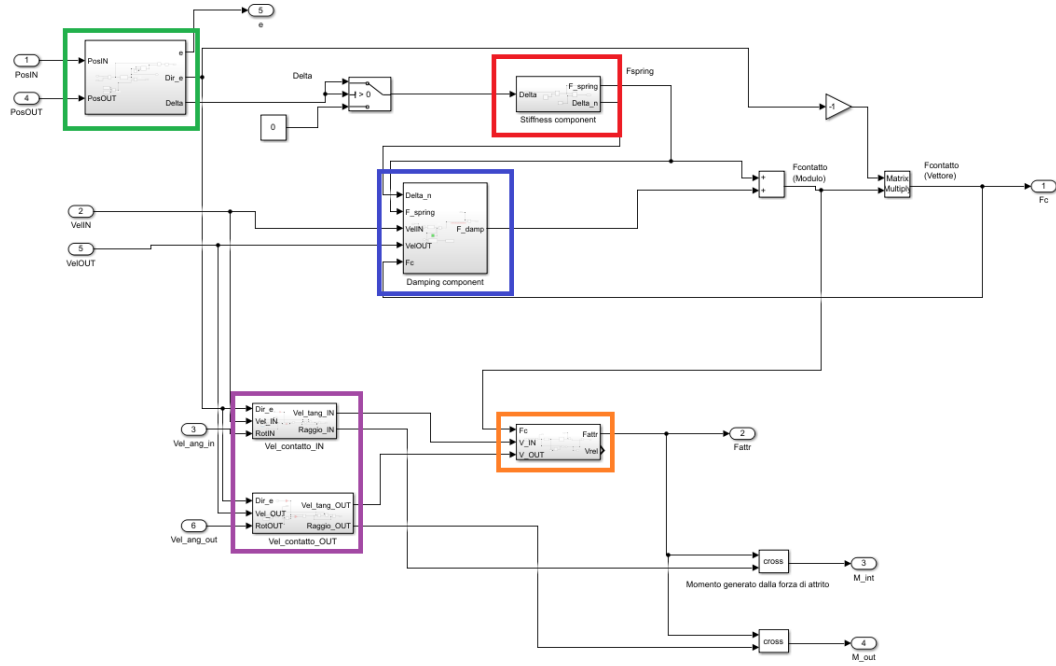 5
e
1
PosIN
4
PosOUT
PosIN
PosOUT
e
Dir_e
Delta
Delta
> 0
0
Delta
F_spring
Delta_n
Stiffness component
Fspring
-1
Fcontatto
(Modulo)
Fcontatto
(Vettore)
+
+
Matrix
Multiply
1
Fc
2
VelIN
5
VelOUT
Delta_n
F_spring
VelIN
VelOUT
Fc
F_damp
Damping component
3
Vel_ang_in
Dir_e
Vel_IN
RotIN
Vel_tang_IN
Raggio_IN
Vel_contatto_IN
Fc
V_IN
V_OUT
Fattr
Vrel
2
Fattr
6
Vel_ang_out
Dir_e
Vel_OUT
RotOUT
Vel_tang_OUT
Raggio_OUT
Vel_contatto_OUT
cross
3
M_int
Momento generato dalla forza di attrito
cross
4
M_out